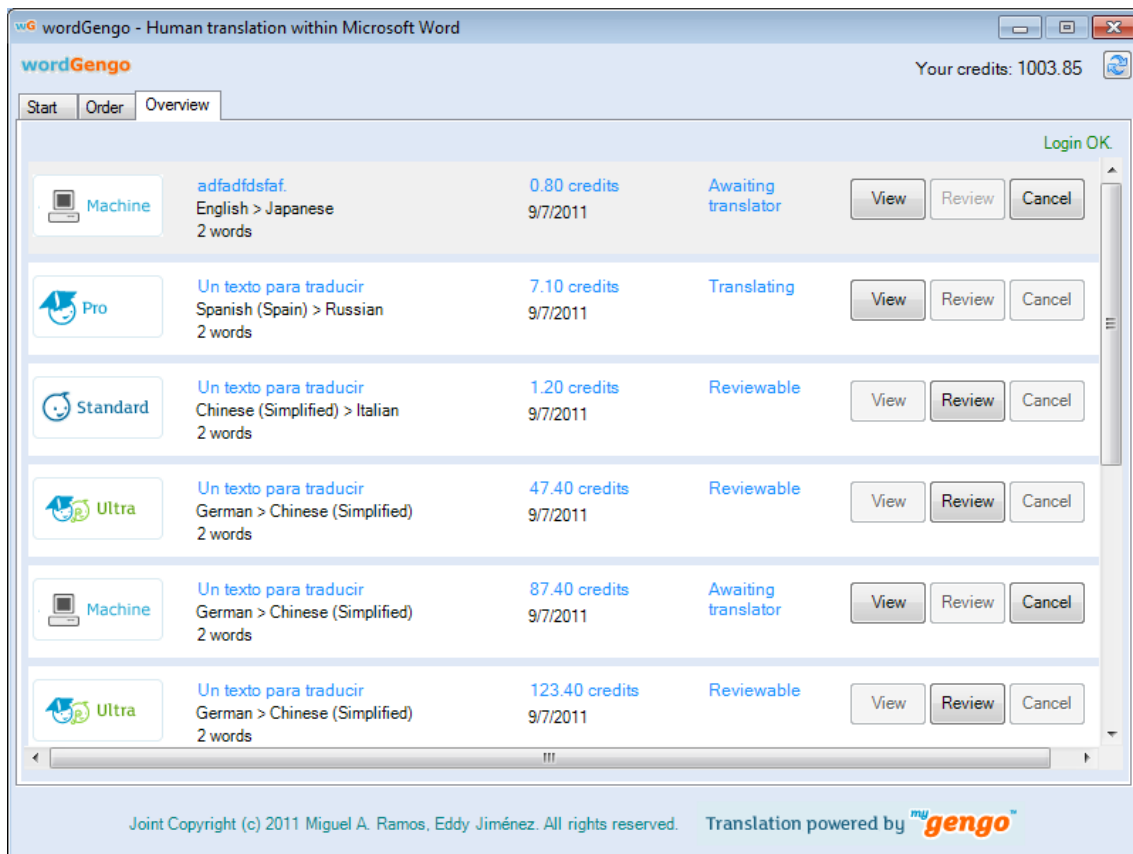 wG wordGengo - Human translation within Microsoft Word
wordGengo
Your credits: 1003.85
Start Order Overview
Login OK.
Machine
adfadfdsfaf.
English > Japanese
2 words
0.80 credits
9/7/2011
Awaiting
translator
View Review Cancel
Pro
Un texto para traducir
Spanish (Spain) > Russian
2 words
7.10 credits
9/7/2011
Translating
View Review Cancel
Standard
Un texto para traducir
Chinese (Simplified) > Italian
2 words
1.20 credits
9/7/2011
Reviewable
View Review Cancel
Ultra
Un texto para traducir
German > Chinese (Simplified)
2 words
47.40 credits
9/7/2011
Reviewable
View Review Cancel
Machine
Un texto para traducir
German > Chinese (Simplified)
2 words
87.40 credits
9/7/2011
Awaiting
translator
View Review Cancel
Ultra
Un texto para traducir
German > Chinese (Simplified)
2 words
123.40 credits
9/7/2011
Reviewable
View Review Cancel
Joint Copyright (c) 2011 Miguel A. Ramos, Eddy Jiménez. All rights reserved.
Translation powered by mygengo™